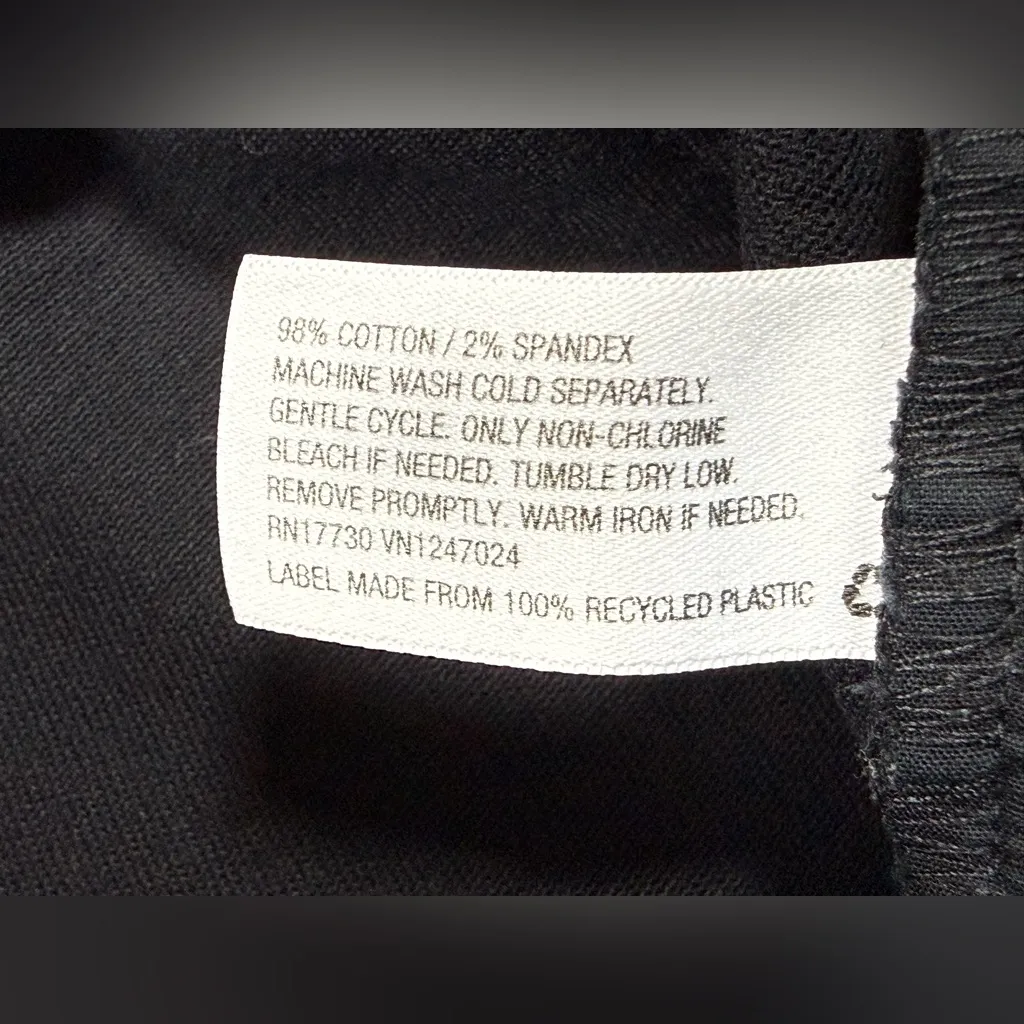 98% COTTON / 2% SPANDEX
MACHINE WASH COLD SEPARATELY.
GENTLE CYCLE. ONLY NON-CHLORINE
BLEACH IF NEEDED. TUMBLE DRY LOW.
REMOVE PROMPTLY. WARM IRON IF NEEDED.
RN17730 VN1247024
LABEL MADE FROM 100% RECYCLED PLASTIC